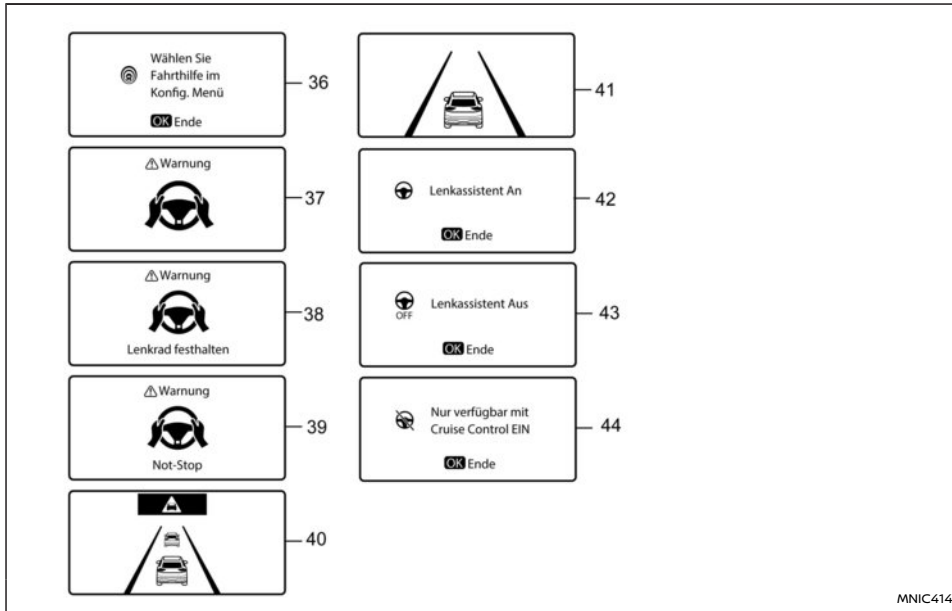 Wählen Sie
Fahrthilfe im
Konfig. Menü
OK Ende
36
Warnung
37
Warnung
Lenkrad festhalten
38
Warnung
Not-Stop
39
40
41
Lenkassistent An
OK Ende
42
OFF
Lenkassistent Aus
OK Ende
43
Nur verfügbar mit
Cruise Control EIN
OK Ende
44
MNIC414